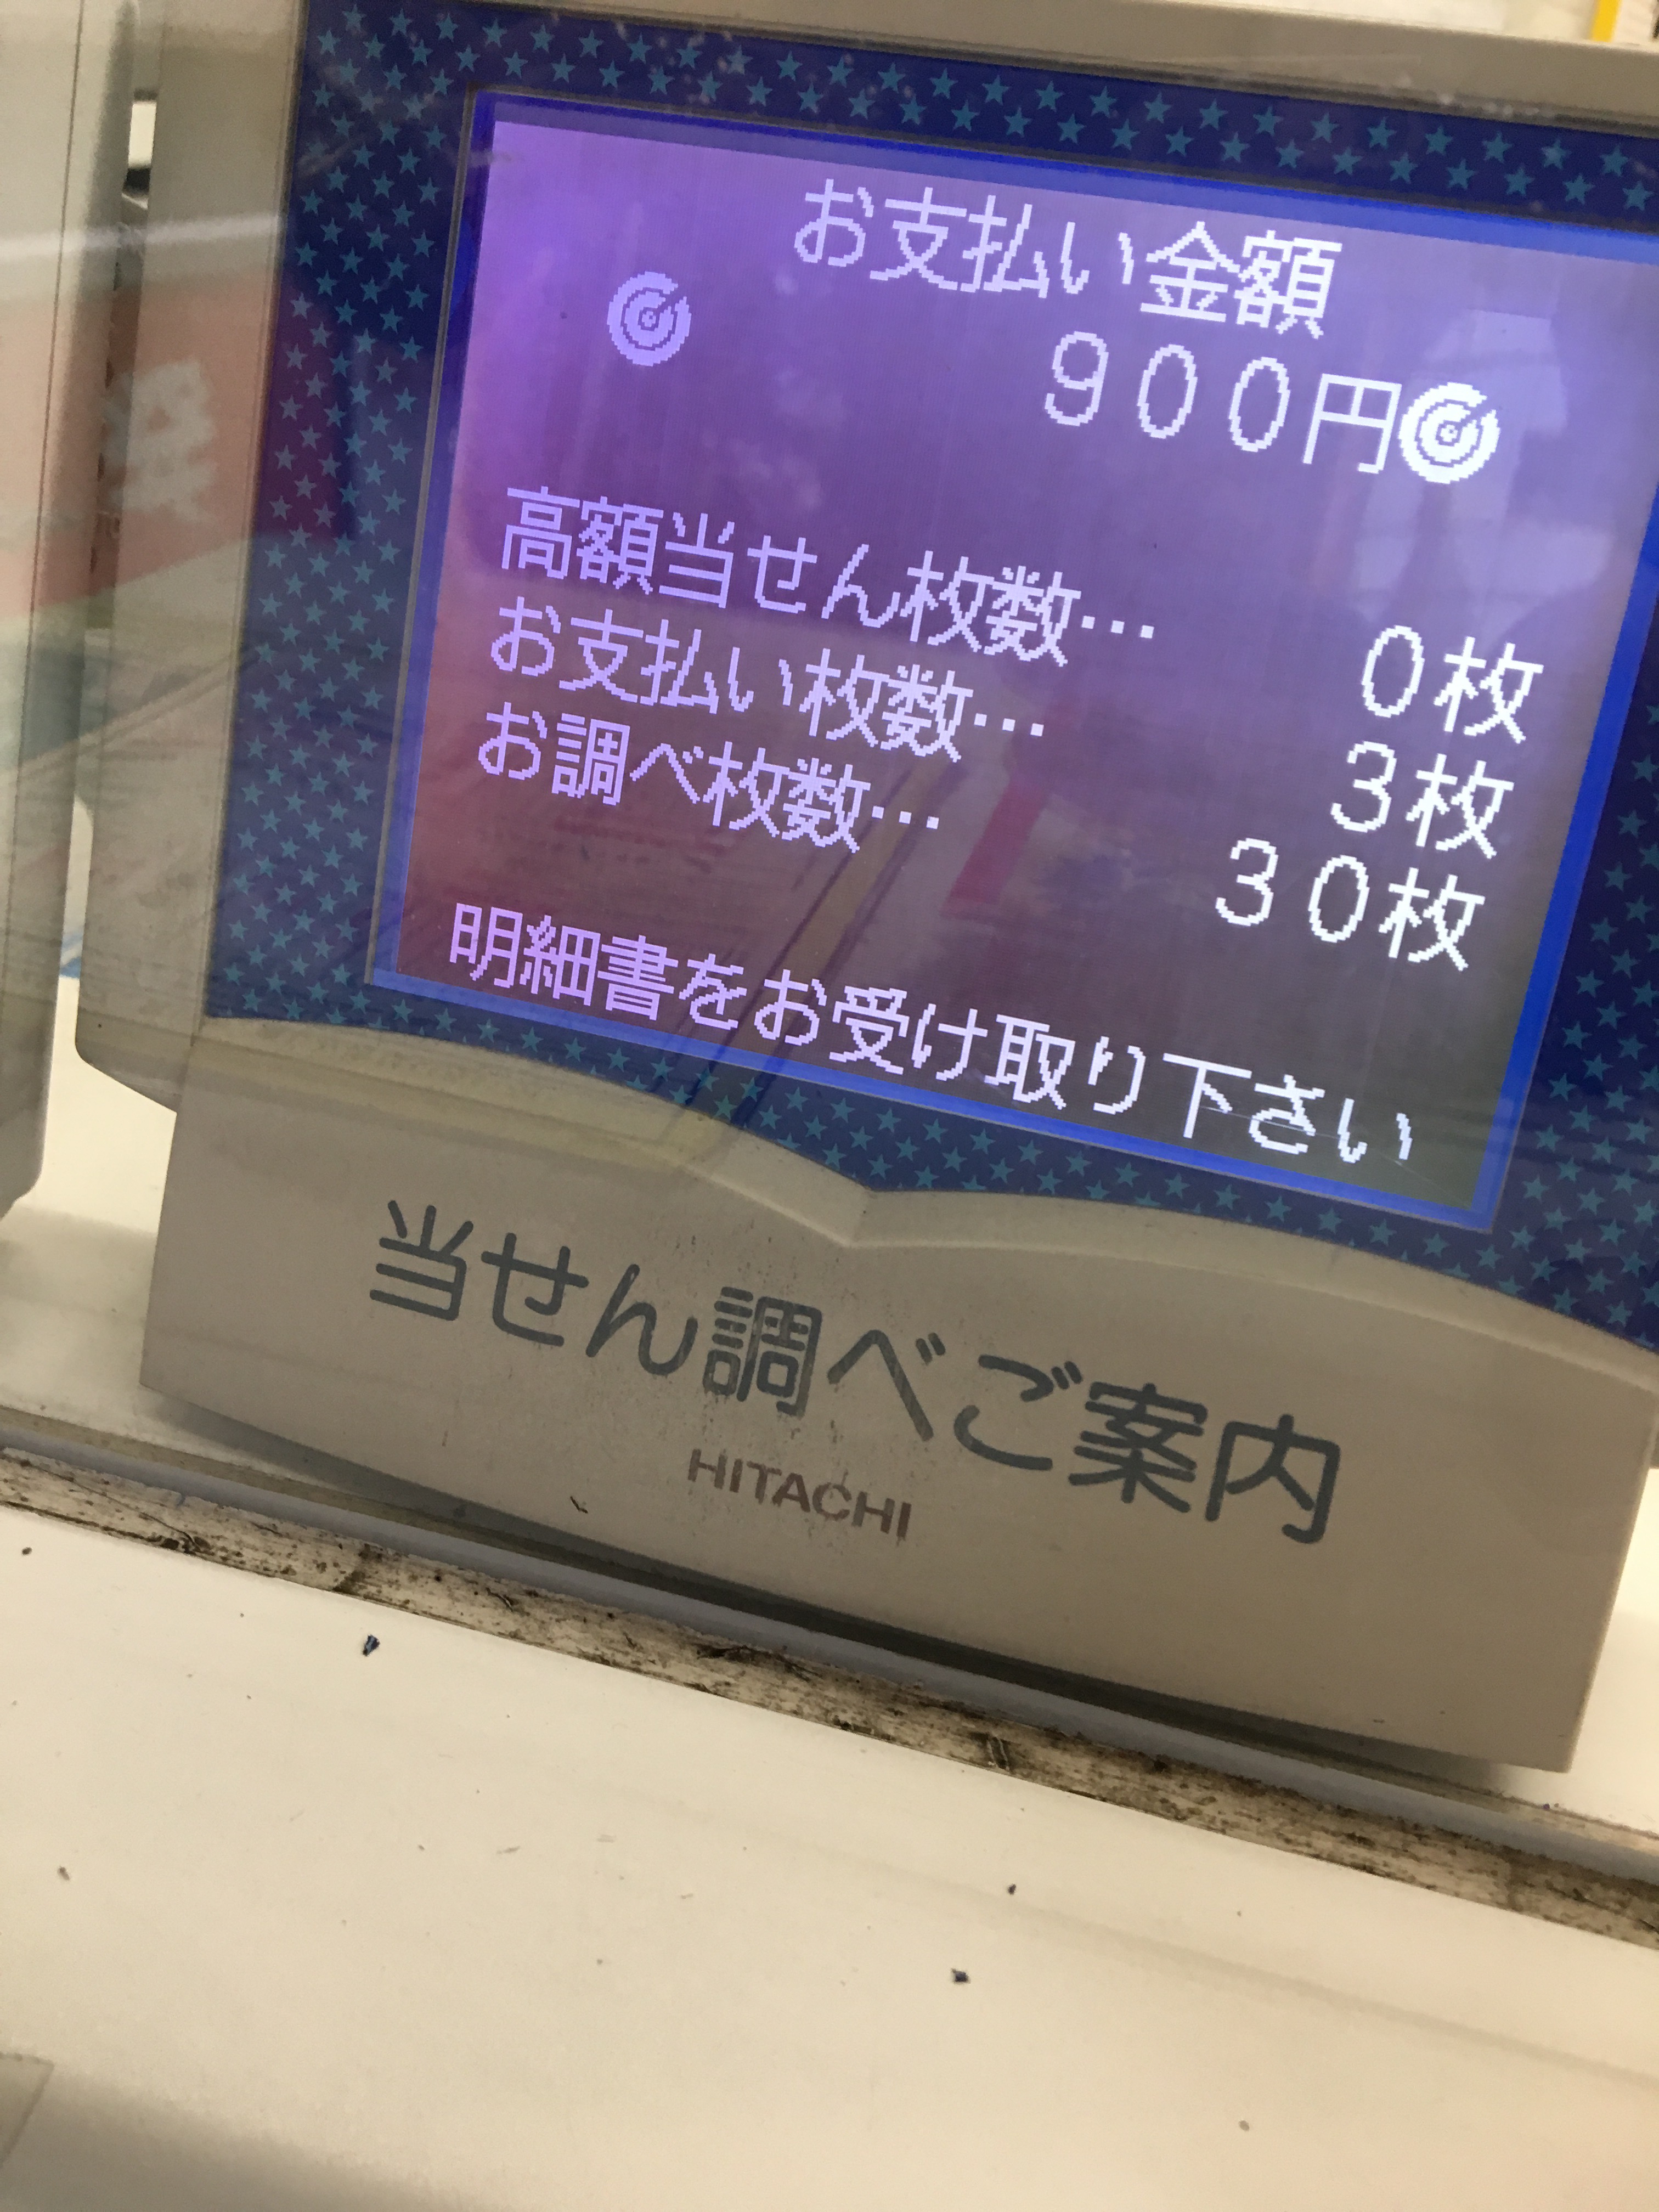 お支払い金額
９００円
高額当せん枚数… ０枚
お支払い枚数… ３枚
お調べ枚数… ３０枚
明細書をお受け取り下さい
当せん調べご案内
HITACHI